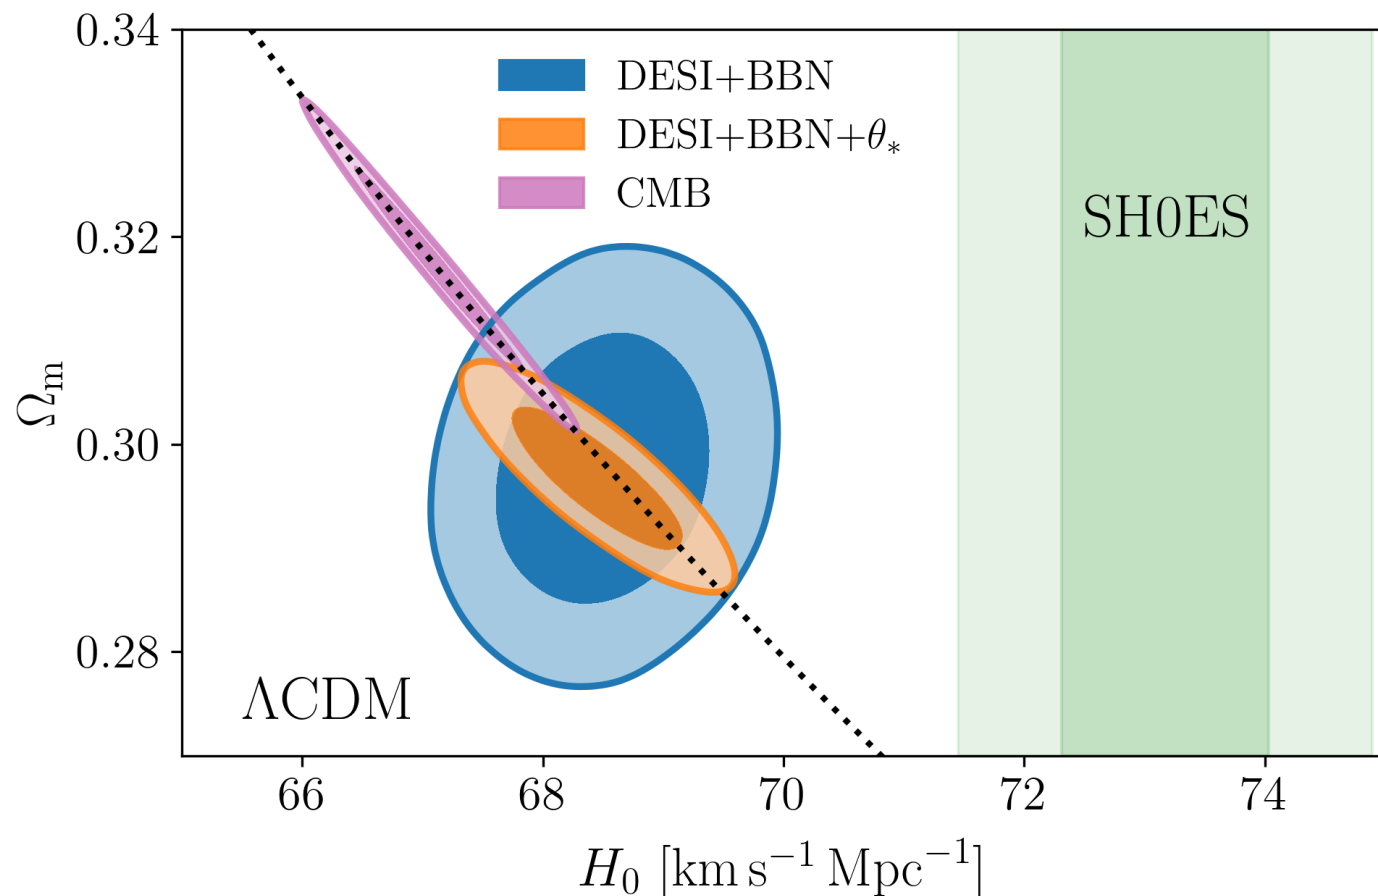 0.34
0.32
0.30
0.28
Ωₘ
DESI+BBN
DESI+BBN+θ∗
CMB
SH0ES
ΛCDM
66 68 70 72 74
H₀ [km s⁻¹ Mpc⁻¹]